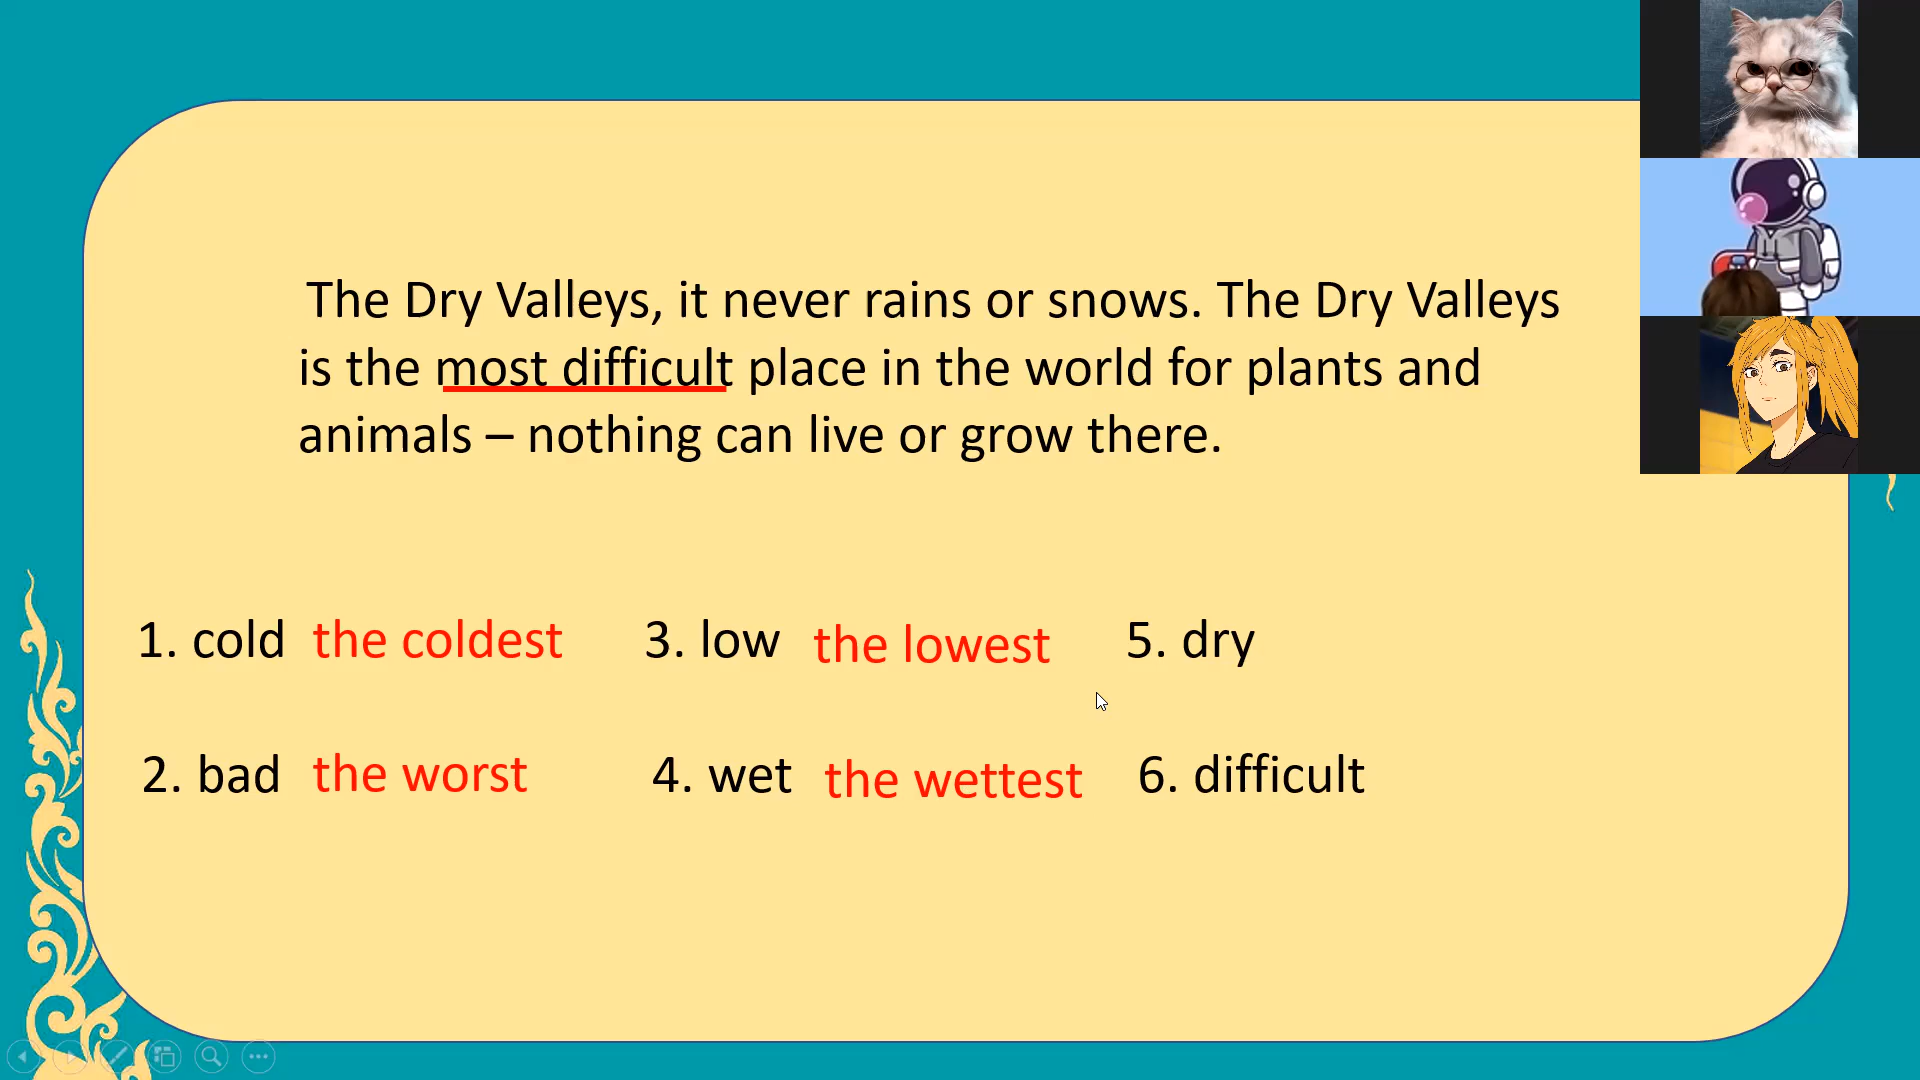 The Dry Valleys, it never rains or snows. The Dry Valleys
is the most difficult place in the world for plants and
animals – nothing can live or grow there.
1. cold the coldest 3. low the lowest 5. dry
2. bad the worst 4. wet the wettest 6. difficult